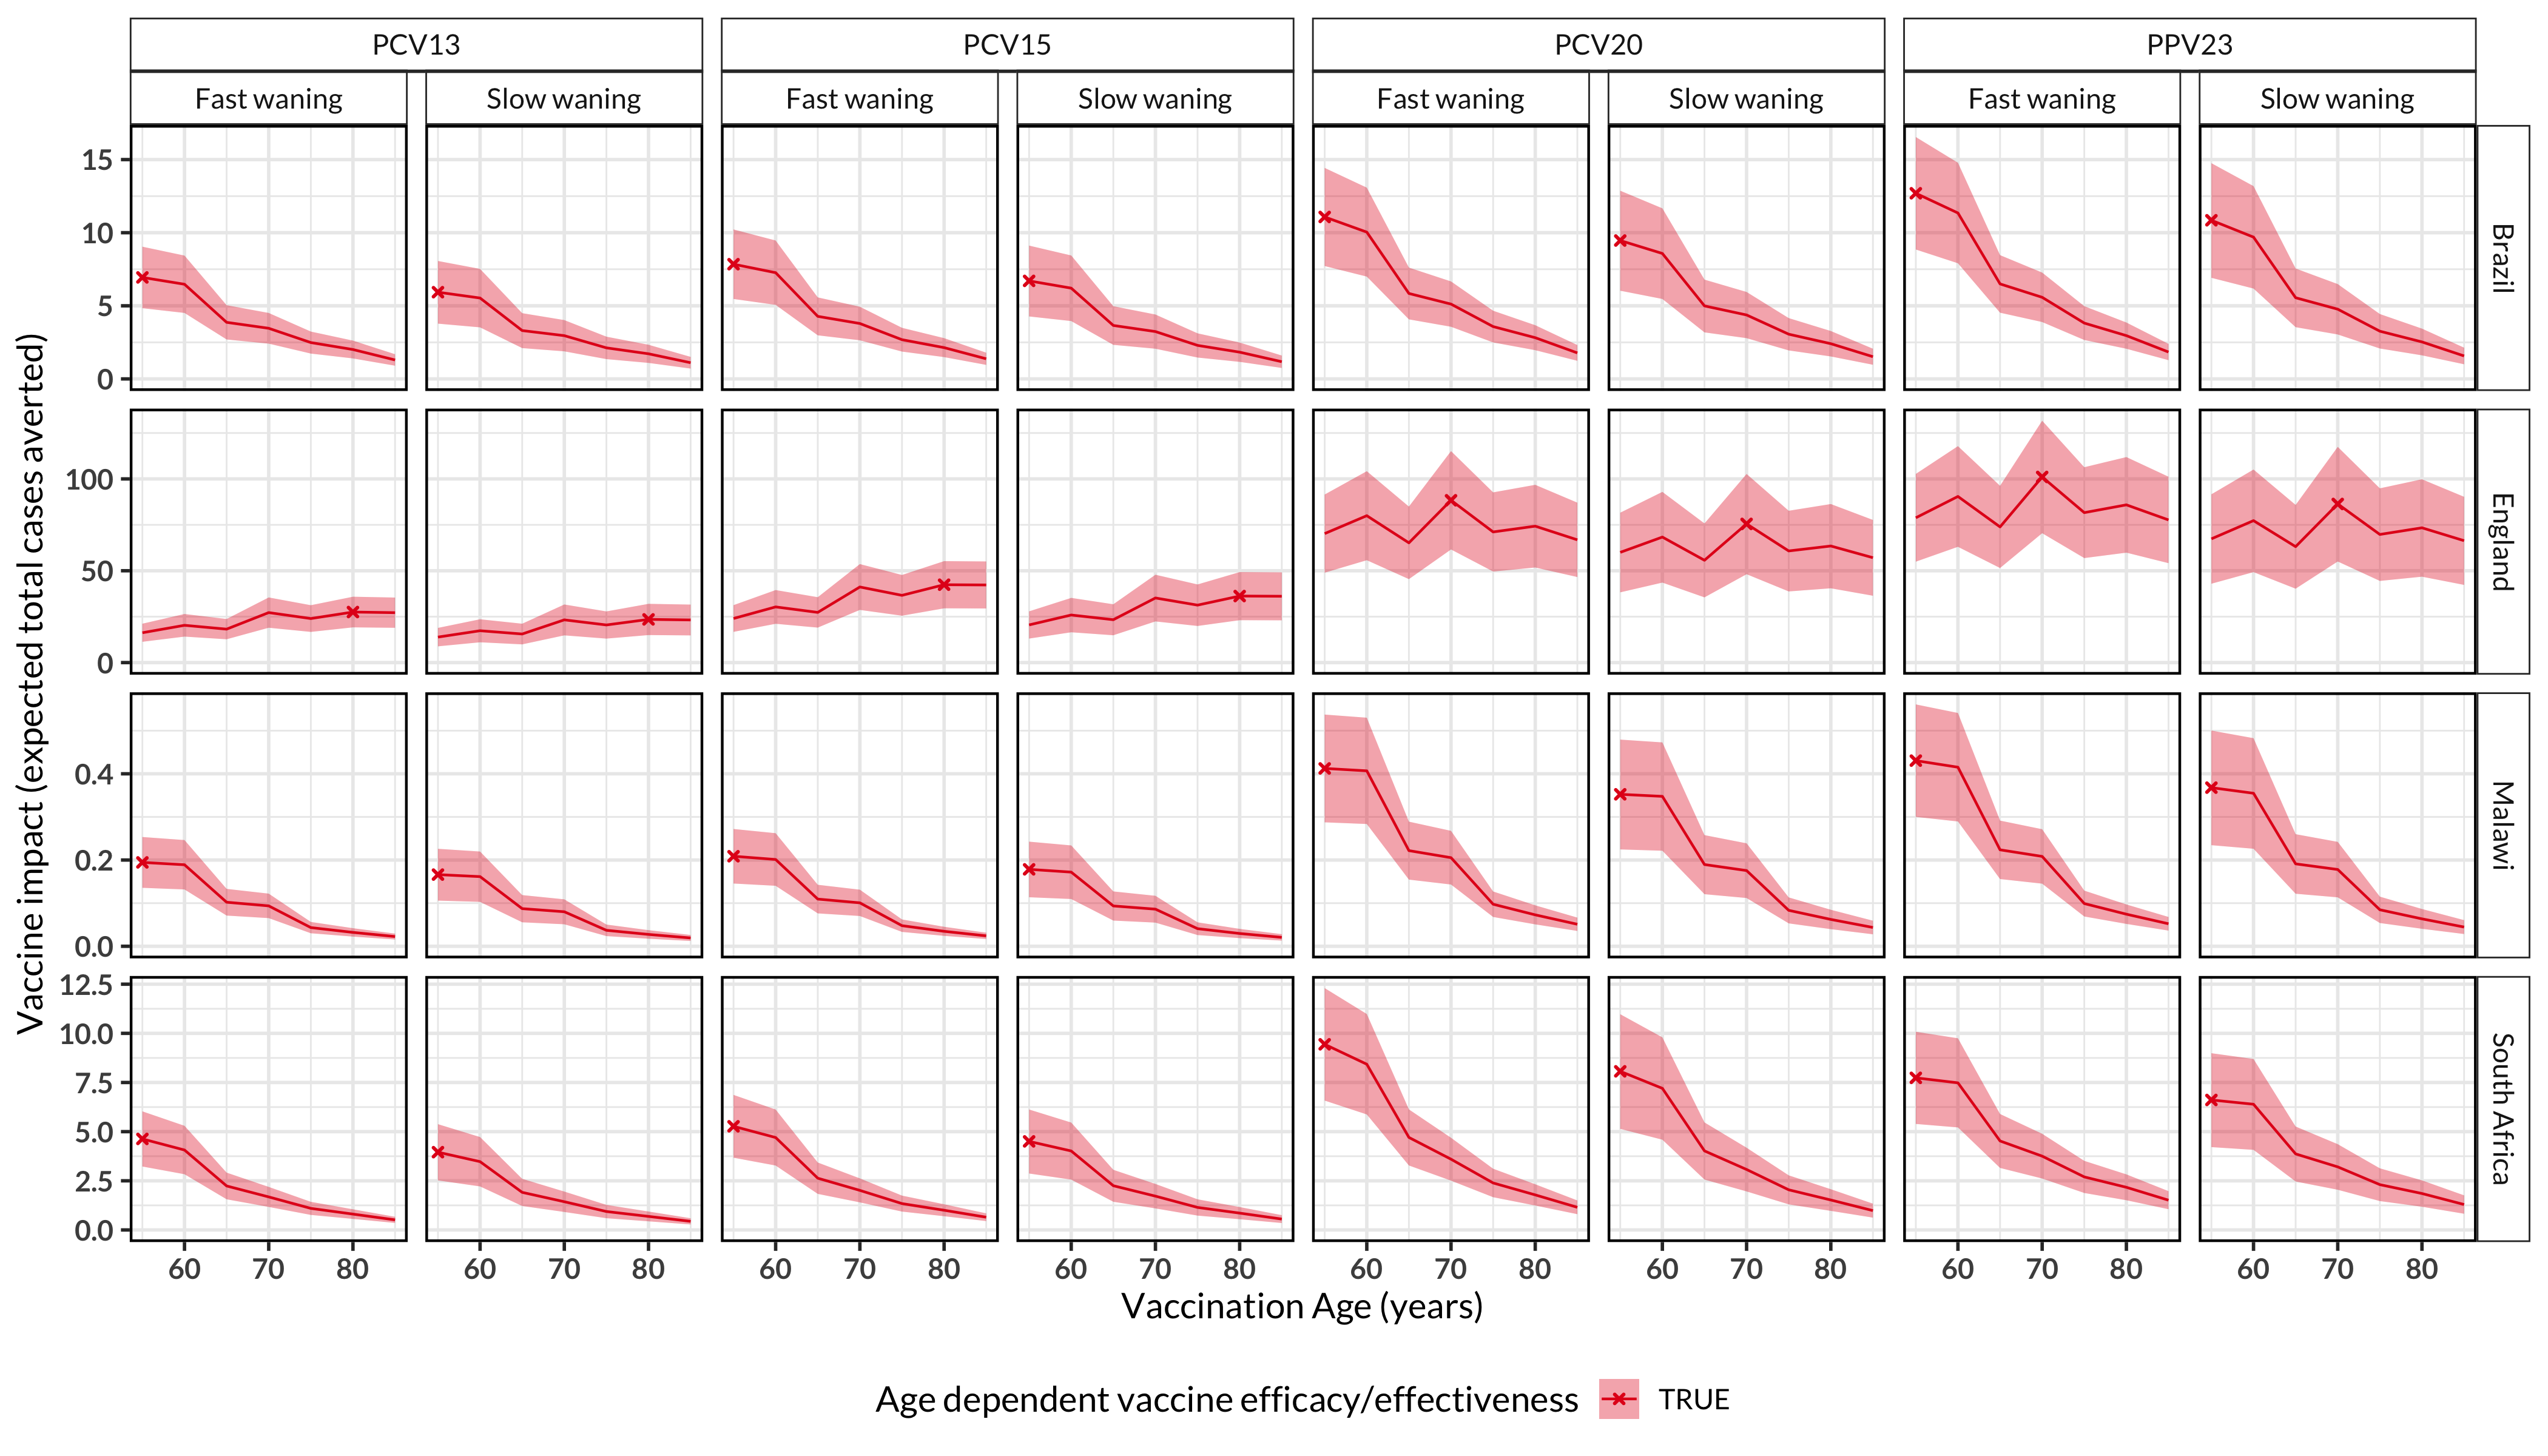 PCV13 PCV15 PCV20 PPV23
Fast waning Slow waning Fast waning Slow waning Fast waning Slow waning Fast waning Slow waning
Vaccine impact (expected total cases averted)
15
10
5
0
Brazil
100
50
0
England
0.4
0.2
0.0
Malawi
12.5
10.0
7.5
5.0
2.5
0.0
South Africa
60 70 80 60 70 80 60 70 80 60 70 80 60 70 80 60 70 80 60 70 80 60 70 80
Vaccination Age (years)
Age dependent vaccine efficacy/effectiveness TRUE